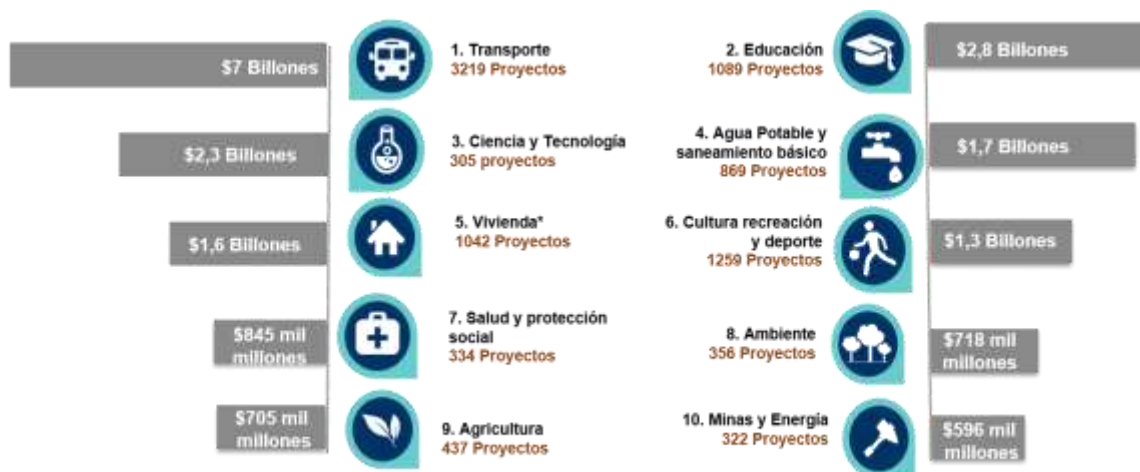 $7 Billones
1. Transporte
3219 Proyectos
2. Educación
1089 Proyectos
$2,8 Billones
$2,3 Billones
3. Ciencia y Tecnología
305 proyectos
4. Agua Potable y
saneamiento básico
869 Proyectos
$1,7 Billones
$1,6 Billones
5. Vivienda*
1042 Proyectos
6. Cultura recreación
y deporte
1259 Proyectos
$1,3 Billones
$845 mil
millones
7. Salud y protección
social
334 Proyectos
8. Ambiente
356 Proyectos
$718 mil
millones
$705 mil
millones
9. Agricultura
437 Proyectos
10. Minas y Energía
322 Proyectos
$596 mil
millones